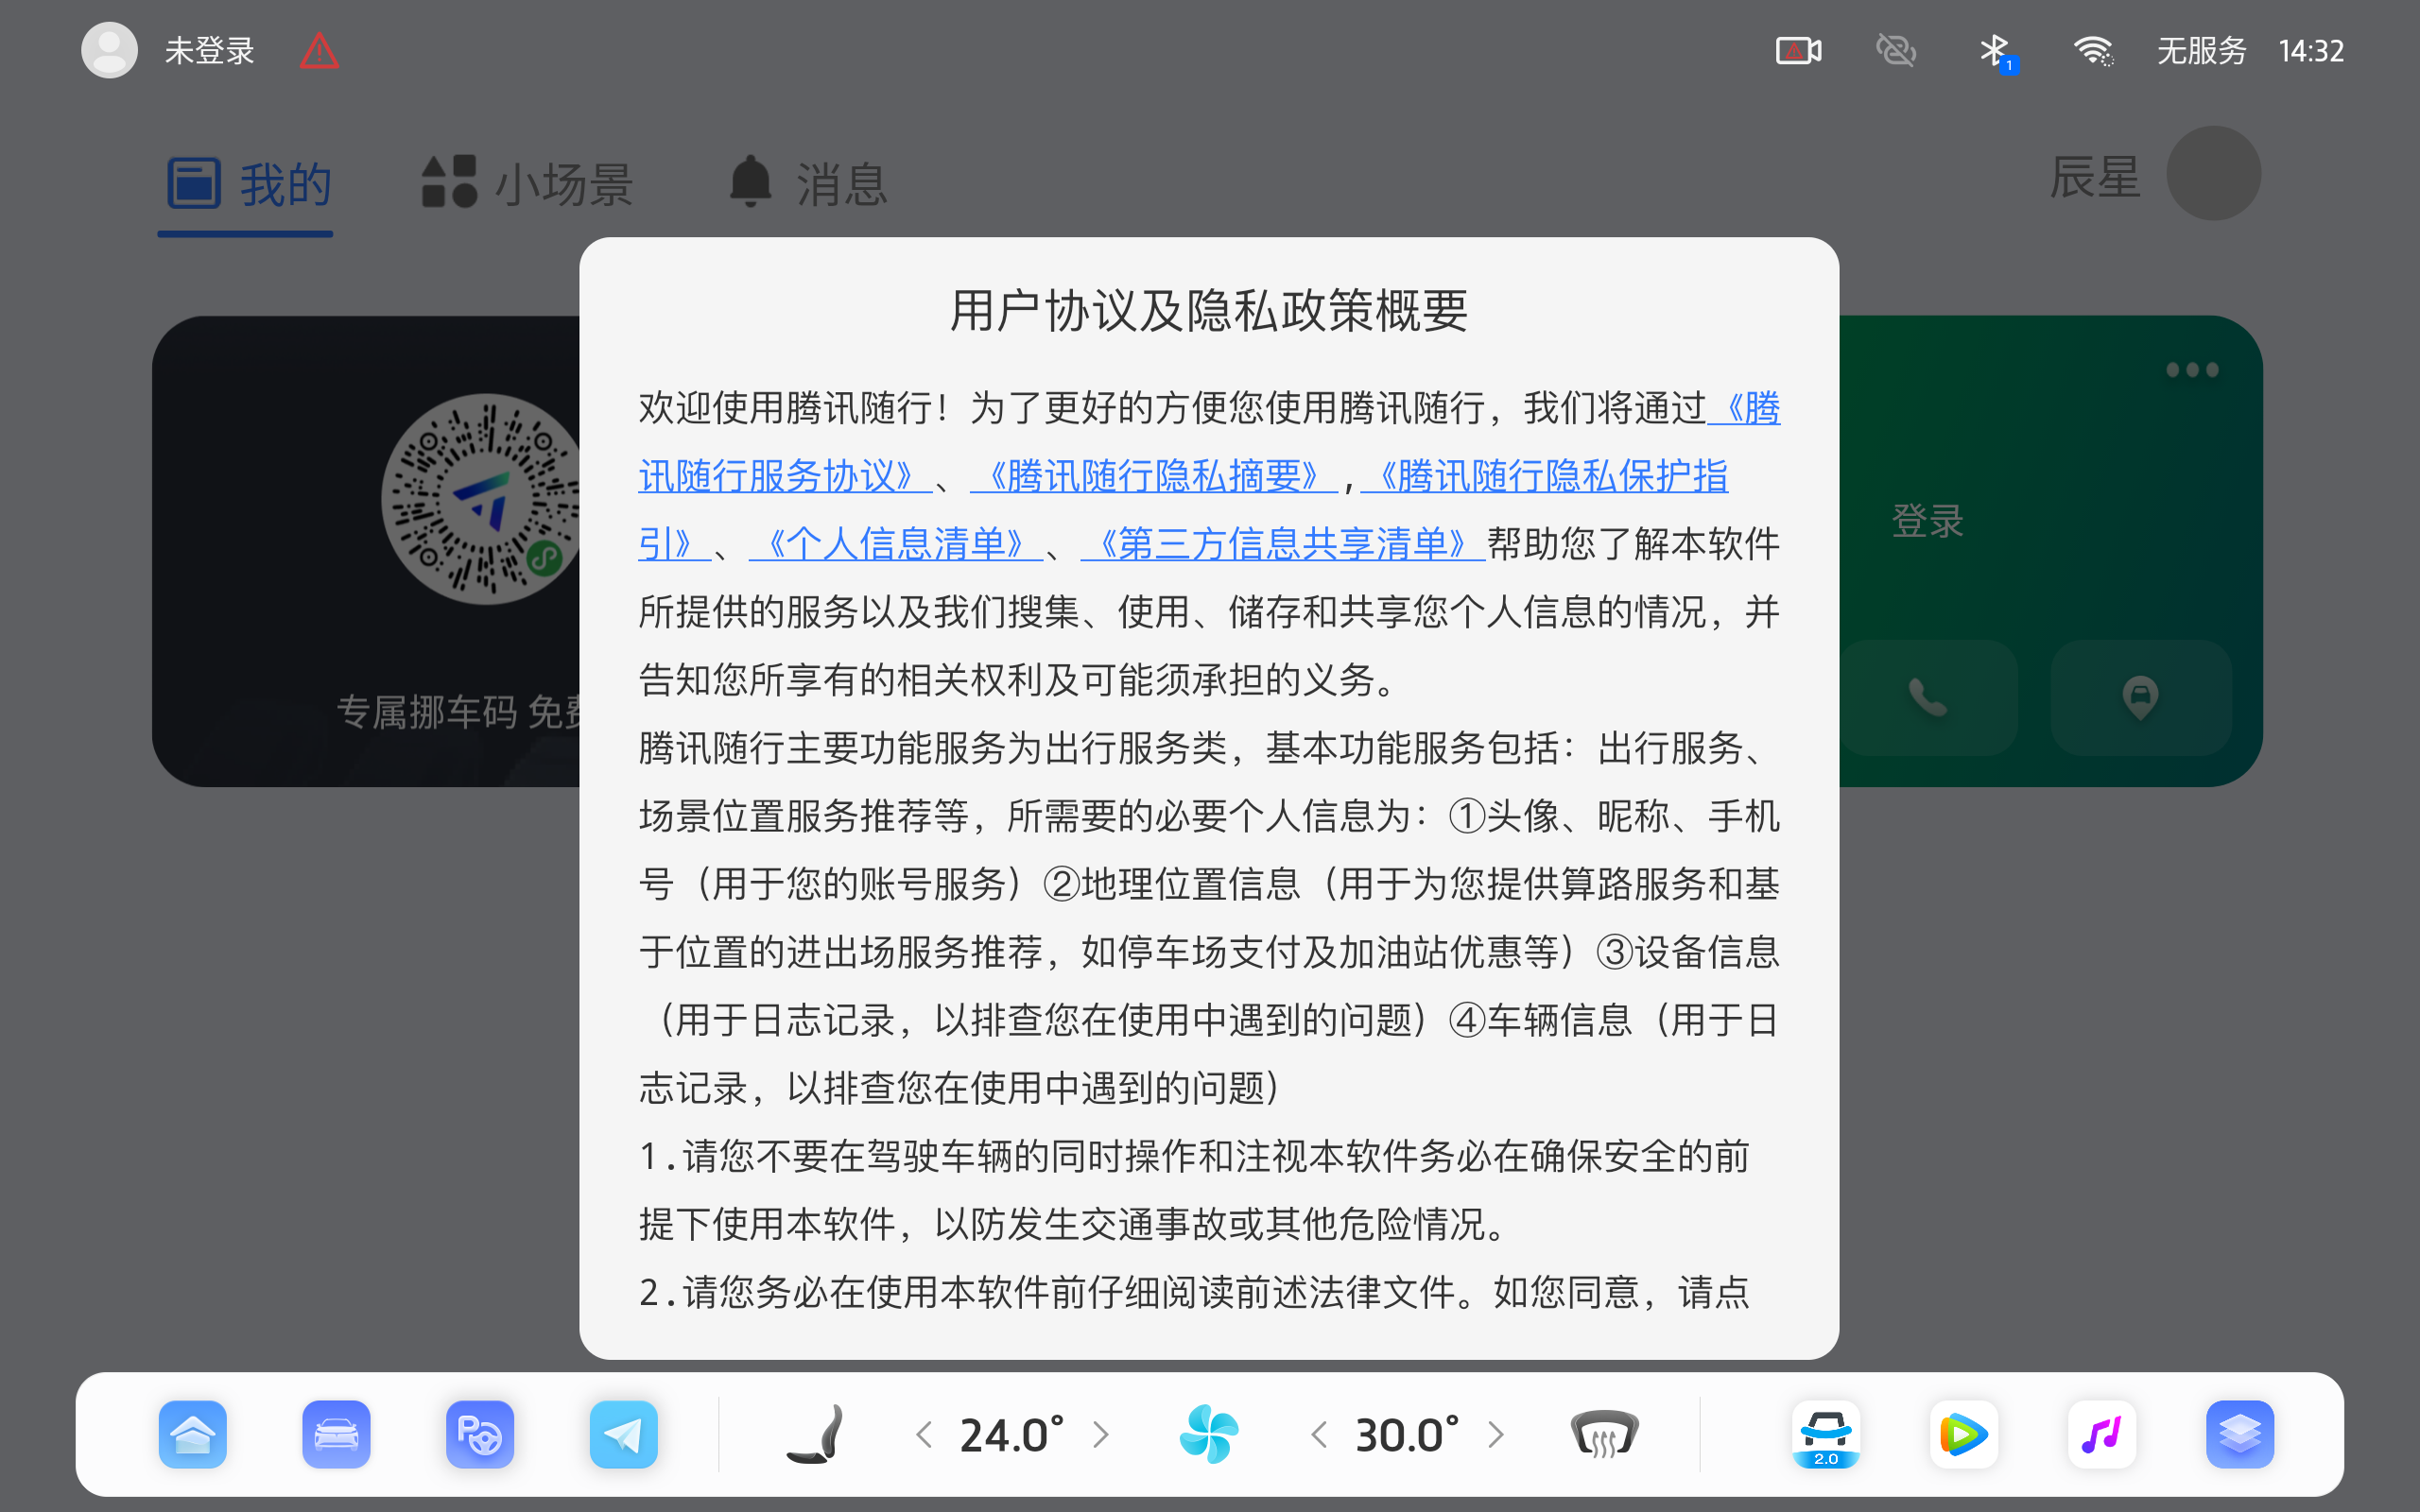 未登录
1
无服务 14:32
我的 小场景 消息 辰星
用户协议及隐私政策概要
欢迎使用腾讯随行！为了更好的方便您使用腾讯随行，我们将通过《腾
讯随行服务协议》、《腾讯随行隐私摘要》,《腾讯随行隐私保护指
引》、《个人信息清单》、《第三方信息共享清单》帮助您了解本软件
所提供的服务以及我们搜集、使用、储存和共享您个人信息的情况，并
告知您所享有的相关权利及可能须承担的义务。
腾讯随行主要功能服务为出行服务类，基本功能服务包括：出行服务、
场景位置服务推荐等，所需要的必要个人信息为：①头像、昵称、手机
号（用于您的账号服务）②地理位置信息（用于为您提供算路服务和基
于位置的进出场服务推荐，如停车场支付及加油站优惠等）③设备信息
（用于日志记录，以排查您在使用中遇到的问题）④车辆信息（用于日
志记录，以排查您在使用中遇到的问题）
1.请您不要在驾驶车辆的同时操作和注视本软件务必在确保安全的前
提下使用本软件，以防发生交通事故或其他危险情况。
2.请您务必在使用本软件前仔细阅读前述法律文件。如您同意，请点
专属挪车码 免
登录
P
24.0°
30.0°
2.0